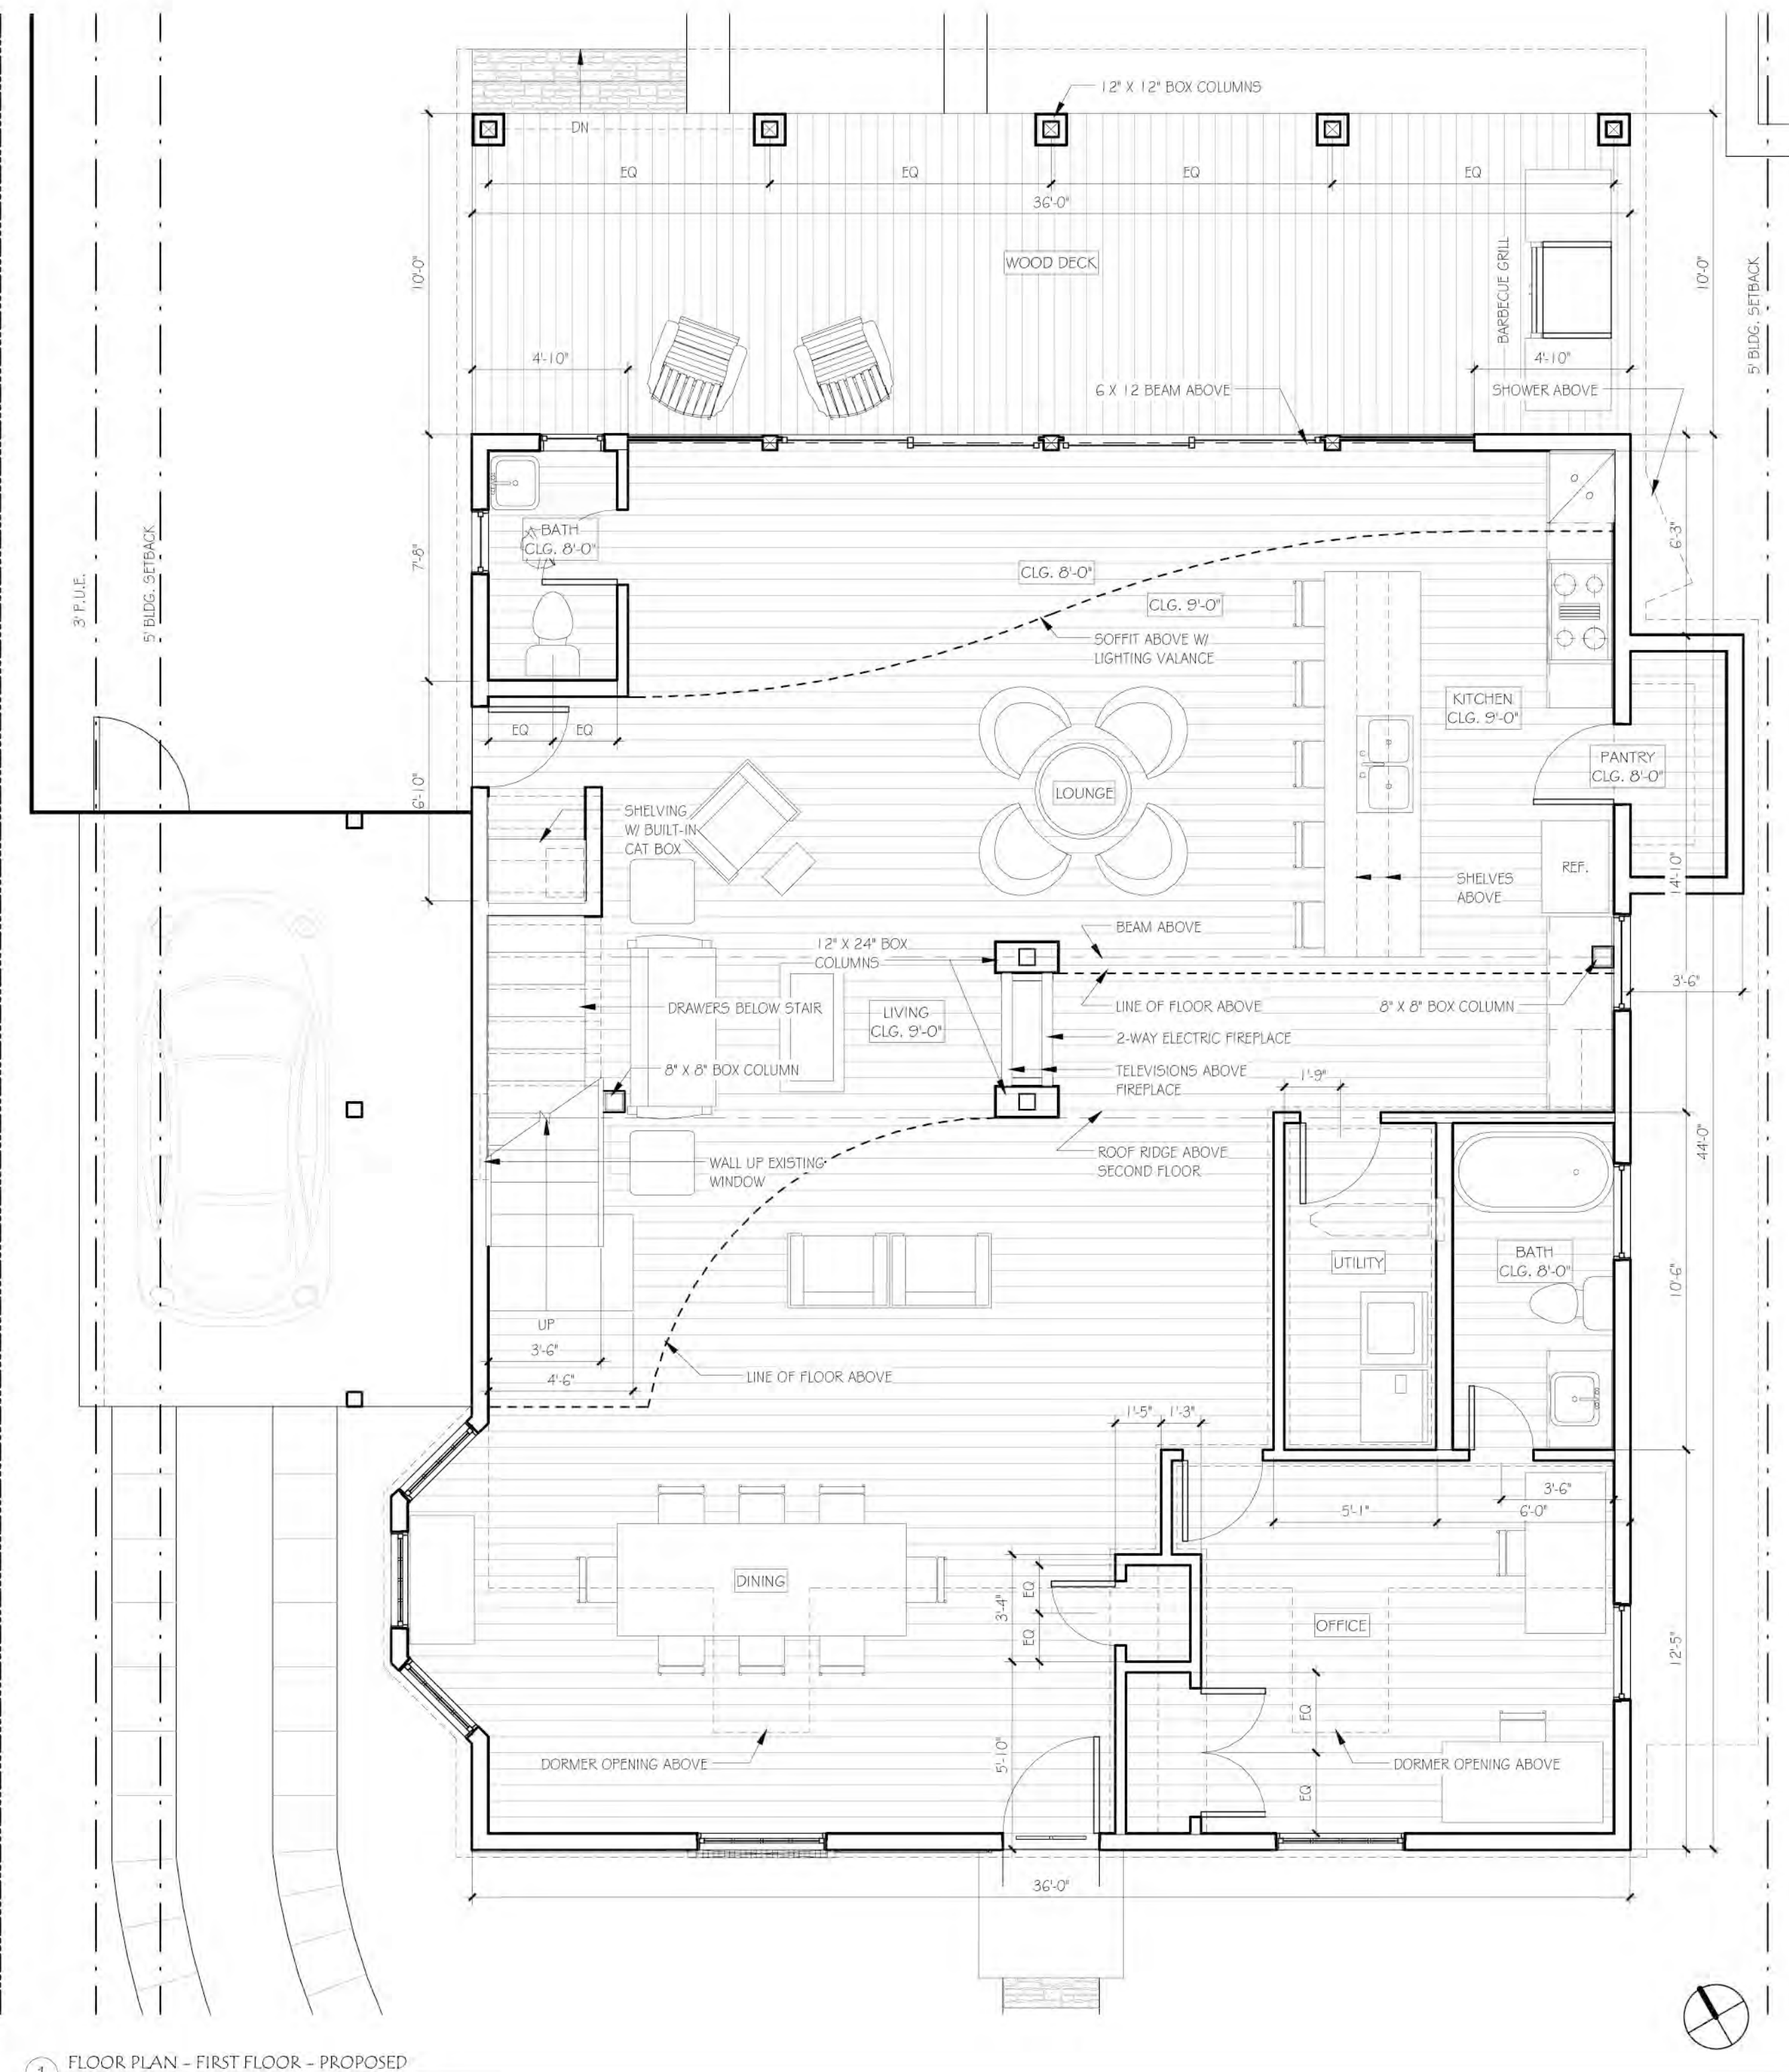 12" X 12" BOX COLUMNS
DN
EQ
EQ
EQ
EQ
36'-0"
10'-0"
WOOD DECK
BARBECUE GRILL
10'-0"
5' BLDG. SETBACK
4'-10"
4'-10"
6 X 12 BEAM ABOVE
SHOWER ABOVE
3' P.U.E.
5' BLDG. SETBACK
7'-8"
BATH
CLG. 8'-0"
6'-3"
CLG. 8'-0"
CLG. 9'-0"
SOFFIT ABOVE W/
LIGHTING VALANCE
KITCHEN
CLG. 9'-0"
EQ
EQ
PANTRY
CLG. 8'-0"
6'-10"
LOUNGE
SHELVING
W/ BUILT-IN
CAT BOX
REF.
14'-10"
SHELVES
ABOVE
BEAM ABOVE
12" X 24" BOX
COLUMNS
3'-6"
DRAWERS BELOW STAIR
LIVING
CLG. 9'-0"
LINE OF FLOOR ABOVE
8" X 8" BOX COLUMN
2-WAY ELECTRIC FIREPLACE
8" X 8" BOX COLUMN
TELEVISIONS ABOVE
FIREPLACE
1'-9"
44'-0"
WALL UP EXISTING
WINDOW
ROOF RIDGE ABOVE
SECOND FLOOR
UTILITY
BATH
CLG. 8'-0"
10'-6"
UP
3'-6"
4'-6"
LINE OF FLOOR ABOVE
1'-5"
1'-3"
3'-6"
5'-1"
6'-0"
DINING
3'-4"
EQ
EQ
OFFICE
12'-5"
EQ
EQ
5'-10"
DORMER OPENING ABOVE
DORMER OPENING ABOVE
36'-0"
1
FLOOR PLAN - FIRST FLOOR - PROPOSED